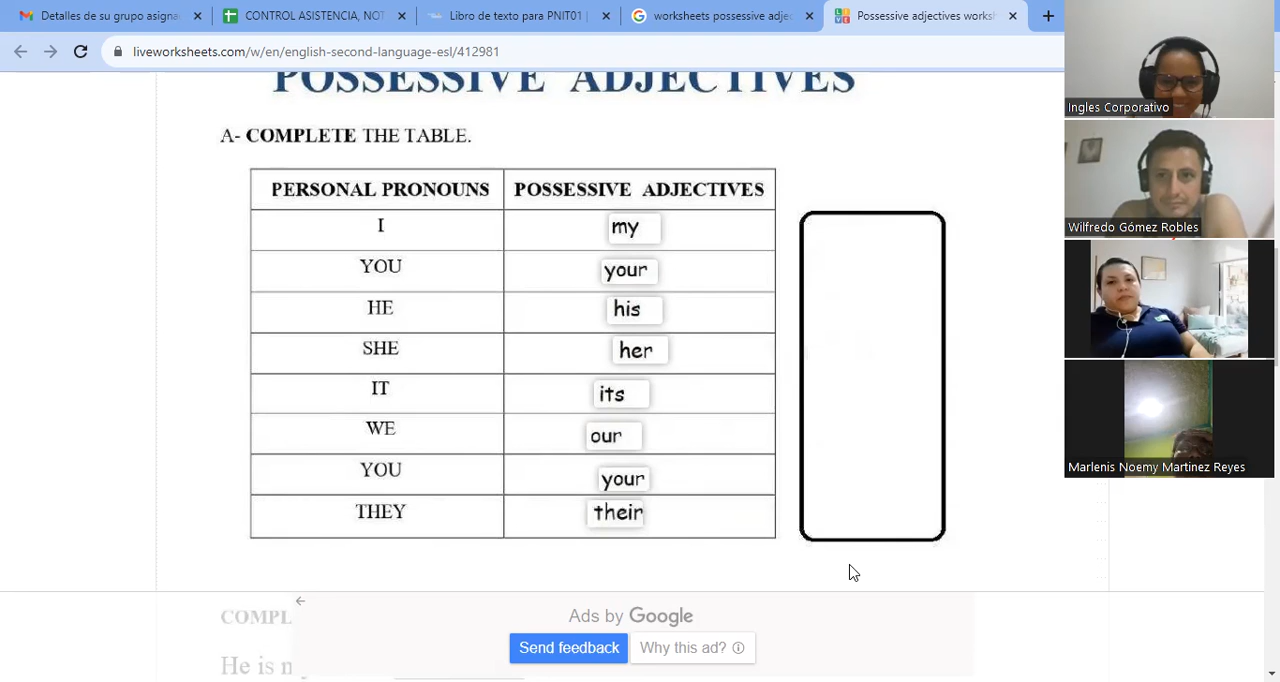 Detalles de su grupo asigna
CONTROL ASISTENCIA, NOT
Libro de texto para PNIT01 |
worksheets possessive adjec
Possessive adjectives works
liveworksheets.com/w/en/english-second-language-esl/412981
POSSESSIVE ADJECTIVES
A- COMPLETE THE TABLE.
PERSONAL PRONOUNS POSSESSIVE ADJECTIVES
I my
YOU your
HE his
SHE her
IT its
WE our
YOU your
THEY their
COMPL
He is m
Ads by Google
Send feedback Why this ad?
Ingles Corporativo
Wilfredo Gómez Robles
Marlenis Noemy Martinez Reyes